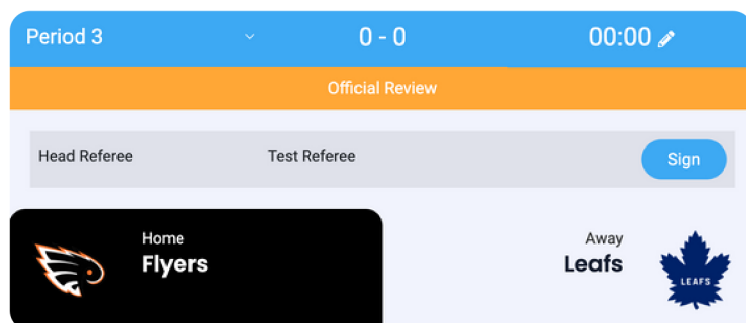 Period 3 0 - 0 00:00
Official Review
Head Referee Test Referee Sign
Home
Flyers
Away
Leafs
LEAFS